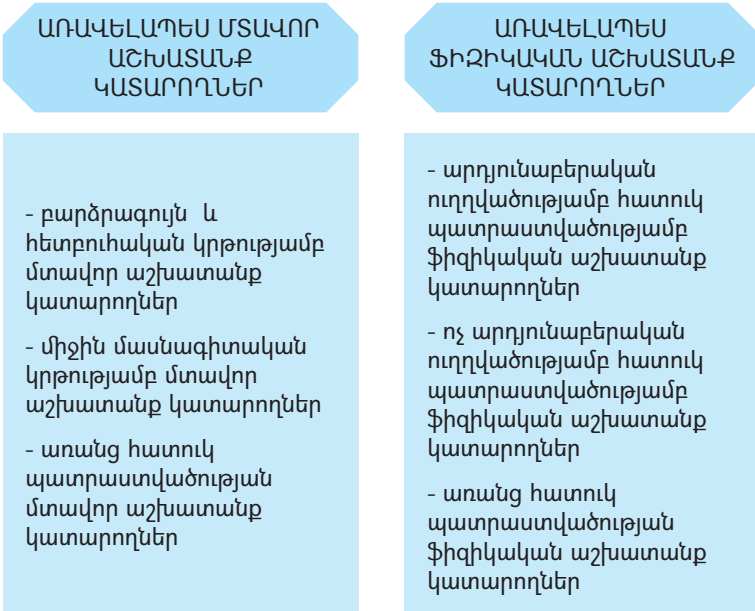 ԱՌԱՎԵԼԱՊԵՍ ՄՏԱՎՈՐ
ԱՇԽԱՏԱՆՔ
ԿԱՏԱՐՈՂՆԵՐ
- բարձրագույն և
հետբուհական կրթությամբ
մտավոր աշխատանք
կատարողներ
- միջին մասնագիտական
կրթությամբ մտավոր
աշխատանք կատարողներ
- առանց հատուկ
պատրաստվածության
մտավոր աշխատանք
կատարողներ
ԱՌԱՎԵԼԱՊԵՍ
ՖԻԶԻԿԱԿԱՆ ԱՇԽԱՏԱՆՔ
ԿԱՏԱՐՈՂՆԵՐ
- արդյունաբերական
ուղղվածությամբ հատուկ
պատրաստվածությամբ
ֆիզիկական աշխատանք
կատարողներ
- ոչ արդյունաբերական
ուղղվածությամբ հատուկ
պատրաստվածությամբ
ֆիզիկական աշխատանք
կատարողներ
- առանց հատուկ
պատրաստվածության
ֆիզիկական աշխատանք
կատարողներ